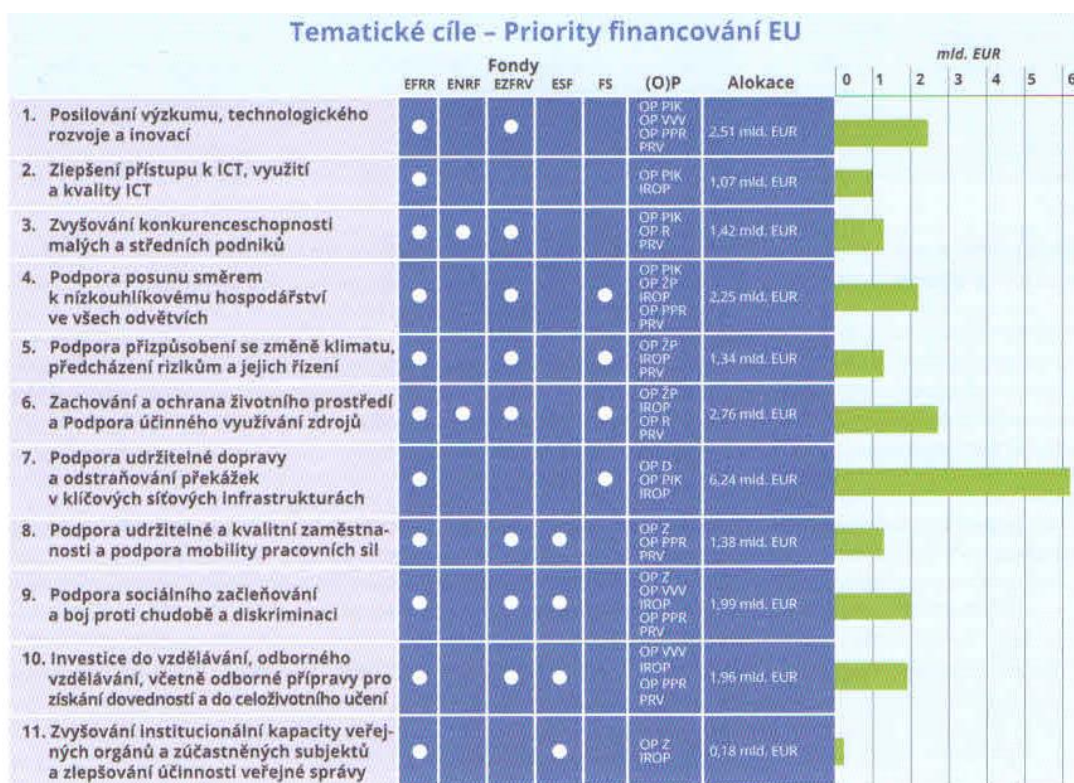 Tematické cíle – Priority financování EU
mld. EUR
Fondy
EFRR ENRF EZFRV ESF FS (O)P Alokace 0 1 2 3 4 5 6
1. Posilování výzkumu, technologického
rozvoje a inovací
OP PIK
OP VVV
OP PPR
PRV
2,51 mld. EUR
2. Zlepšení přístupu k ICT, využití
a kvality ICT
OP PIK
IROP
1,07 mld. EUR
3. Zvyšování konkurenceschopnosti
malých a středních podniků
OP PIK
OP R
PRV
1,42 mld. EUR
4. Podpora posunu směrem
k nízkouhlíkovému hospodářství
ve všech odvětvích
OP PIK
OP ŽP
IROP
OP PPR
PRV
2,25 mld. EUR
5. Podpora přizpůsobení se změně klimatu,
předcházení rizikům a jejich řízení
OP ŽP
IROP
PRV
1,34 mld. EUR
6. Zachování a ochrana životního prostředí
a Podpora účinného využívání zdrojů
OP ŽP
IROP
OP R
PRV
2,76 mld. EUR
7. Podpora udržitelné dopravy
a odstraňování překážek
v klíčových síťových infrastrukturách
OP D
OP PIK
IROP
6,24 mld. EUR
8. Podpora udržitelné a kvalitní zaměstna-
nosti a podpora mobility pracovních sil
OP Z
OP PPR
PRV
1,38 mld. EUR
9. Podpora sociálního začleňování
a boj proti chudobě a diskriminaci
OP Z
OP VVV
IROP
OP PPR
PRV
1,99 mld. EUR
10. Investice do vzdělávání, odborného
vzdělávání, včetně odborné přípravy pro
získání dovedností a do celoživotního učení
OP VVV
IROP
OP PPR
PRV
1,96 mld. EUR
11. Zvyšování institucionální kapacity veřej-
ných orgánů a zúčastněných subjektů
a zlepšování účinnosti veřejné správy
OP Z
IROP
0,18 mld. EUR